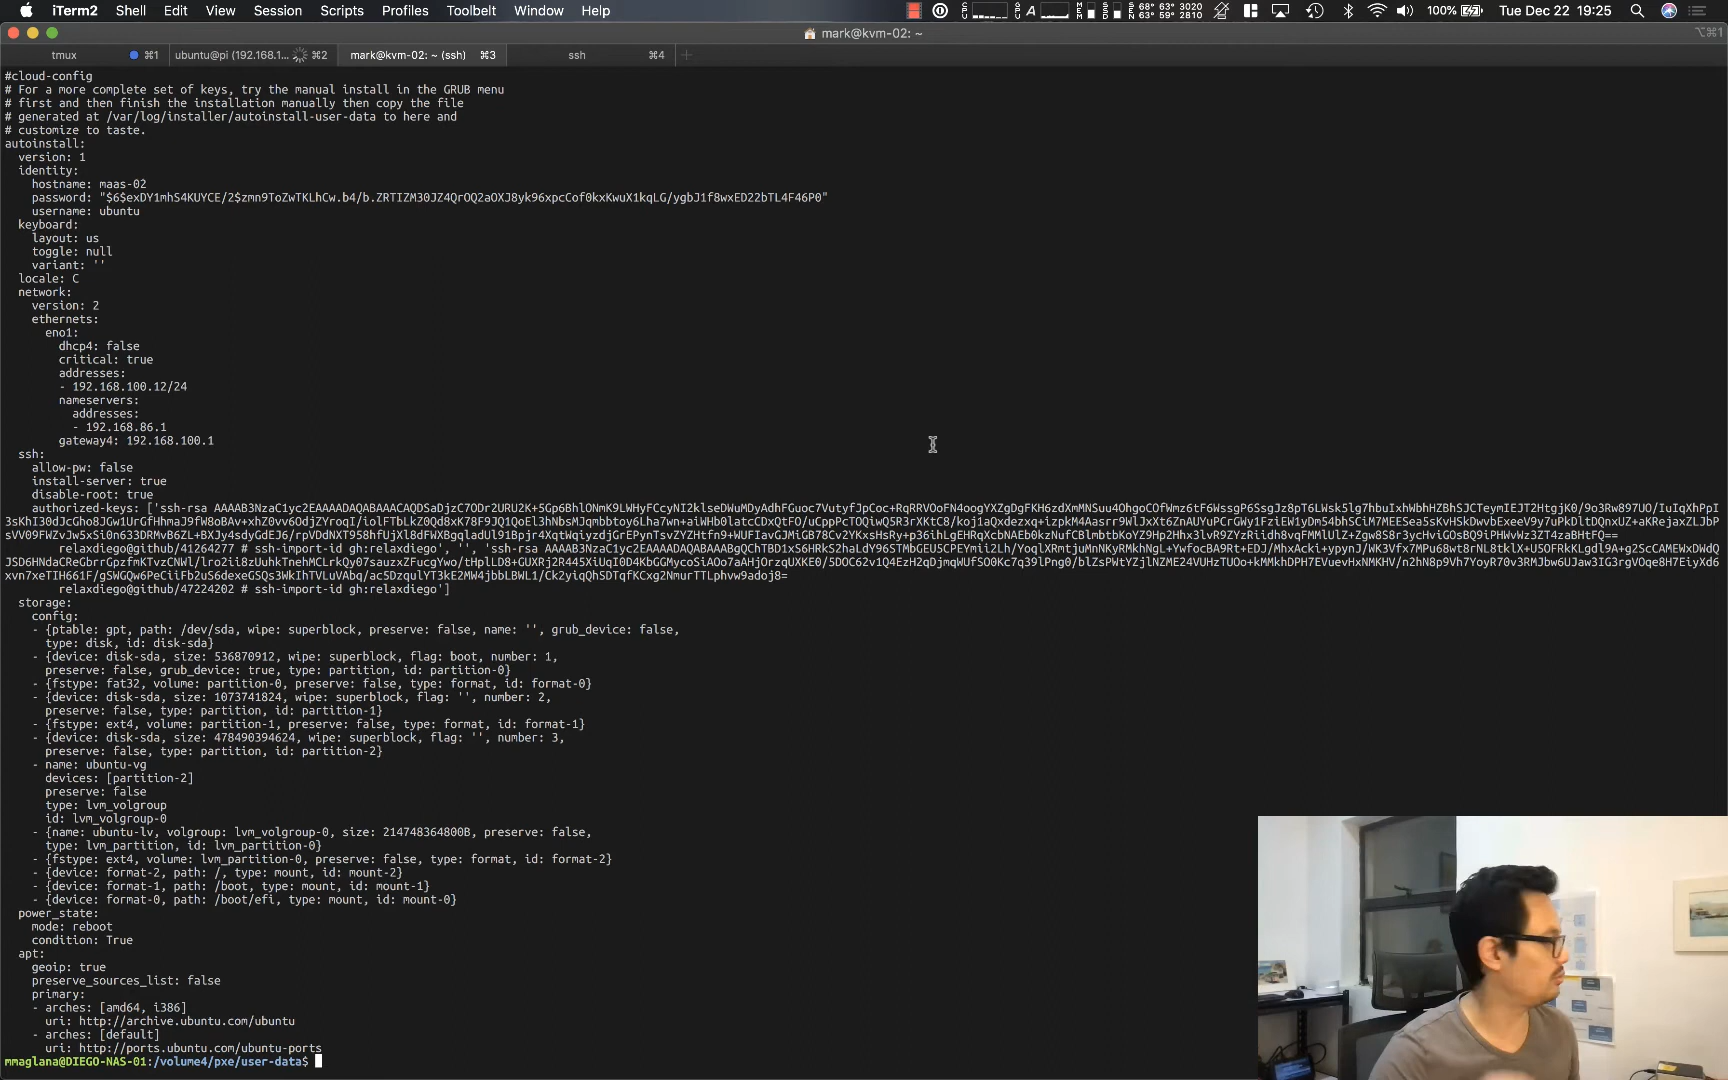 iTerm2 Shell Edit View Session Scripts Profiles Toolbelt Window Help 68° 63° 3020 63° 59° 2810 100% Tue Dec 22 19:25
mark@kvm-02: ~ ⌥⌘1
tmux ⌘1 ubuntu@pi (192.168.1... ⌘2 mark@kvm-02: ~ (ssh) ⌘3 ssh ⌘4 +
#cloud-config
# For a more complete set of keys, try the manual install in the GRUB menu
# first and then finish the installation manually then copy the file
# generated at /var/log/installer/autoinstall-user-data to here and
# customize to taste.
autoinstall:
version: 1
identity:
hostname: maas-02
password:
username: ubuntu
keyboard:
layout: us
toggle: null
variant: ''
locale: C
network:
version: 2
ethernets:
eno1:
dhcp4: false
critical: true
addresses:
- 192.168.100.12/24
nameservers:
addresses:
- 192.168.86.1
gateway4: 192.168.100.1
ssh:
allow-pw: false
install-server: true
disable-root: true
authorized-keys: ['ssh-rsa
relaxdiego@github/41264277 # ssh-import-id gh:relaxdiego', '', 'ssh-rsa
relaxdiego@github/47224202 # ssh-import-id gh:relaxdiego']
storage:
config:
- {ptable: gpt, path: /dev/sda, wipe: superblock, preserve: false, name: '', grub_device: false,
type: disk, id: disk-sda}
- {device: disk-sda, size: 536870912, wipe: superblock, flag: boot, number: 1,
preserve: false, grub_device: true, type: partition, id: partition-0}
- {fstype: fat32, volume: partition-0, preserve: false, type: format, id: format-0}
- {device: disk-sda, size: 1073741824, wipe: superblock, flag: '', number: 2,
preserve: false, type: partition, id: partition-1}
- {fstype: ext4, volume: partition-1, preserve: false, type: format, id: format-1}
- {device: disk-sda, size: 478490394624, wipe: superblock, flag: '', number: 3,
preserve: false, type: partition, id: partition-2}
- name: ubuntu-vg
devices: [partition-2]
preserve: false
type: lvm_volgroup
id: lvm_volgroup-0
- {name: ubuntu-lv, volgroup: lvm_volgroup-0, size: 214748364800B, preserve: false,
type: lvm_partition, id: lvm_partition-0}
- {fstype: ext4, volume: lvm_partition-0, preserve: false, type: format, id: format-2}
- {device: format-2, path: /, type: mount, id: mount-2}
- {device: format-1, path: /boot, type: mount, id: mount-1}
- {device: format-0, path: /boot/efi, type: mount, id: mount-0}
power_state:
mode: reboot
condition: True
apt:
geoip: true
preserve_sources_list: false
primary:
- arches: [amd64, i386]
uri: http://archive.ubuntu.com/ubuntu
- arches: [default]
uri: http://ports.ubuntu.com/ubuntu-ports
mmaglana@DIEGO-NAS-01:/volume4/pxe/user-data$